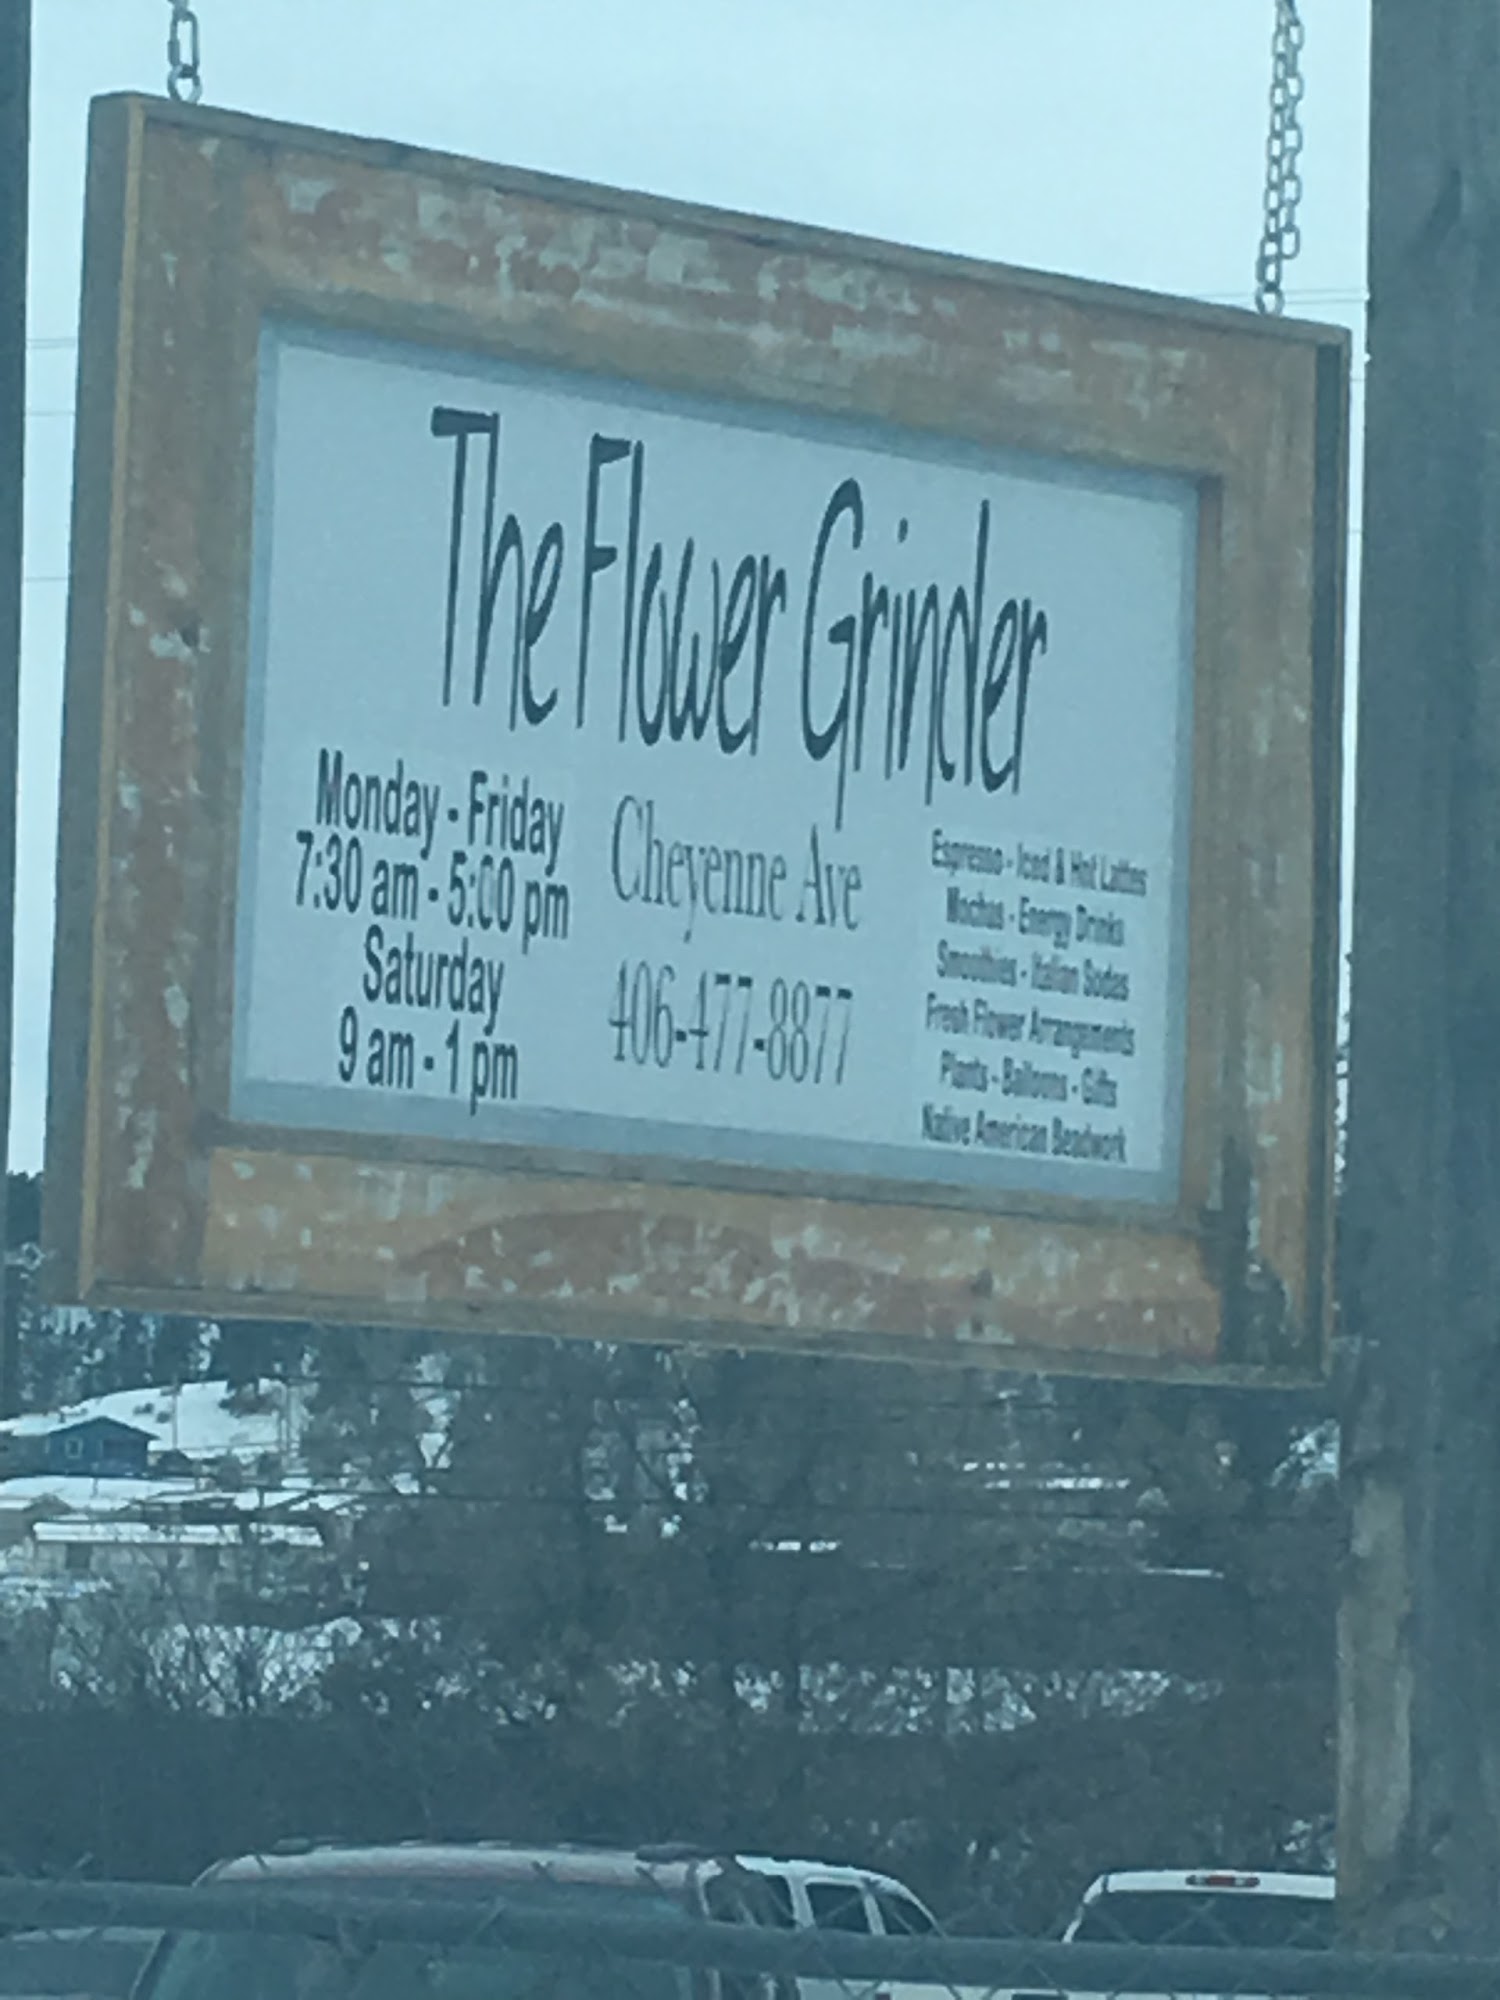 The Flower Grinder
Monday - Friday
7:30 am - 5:00 pm
Saturday
9 am - 1 pm
Cheyenne Ave
406-477-8877
Espresso - Iced & Hot Lattes
Mochas - Energy Drinks
Smoothies - Italian Sodas
Fresh Flower Arrangements
Plants - Balloons - Gifts
Native American Beadwork